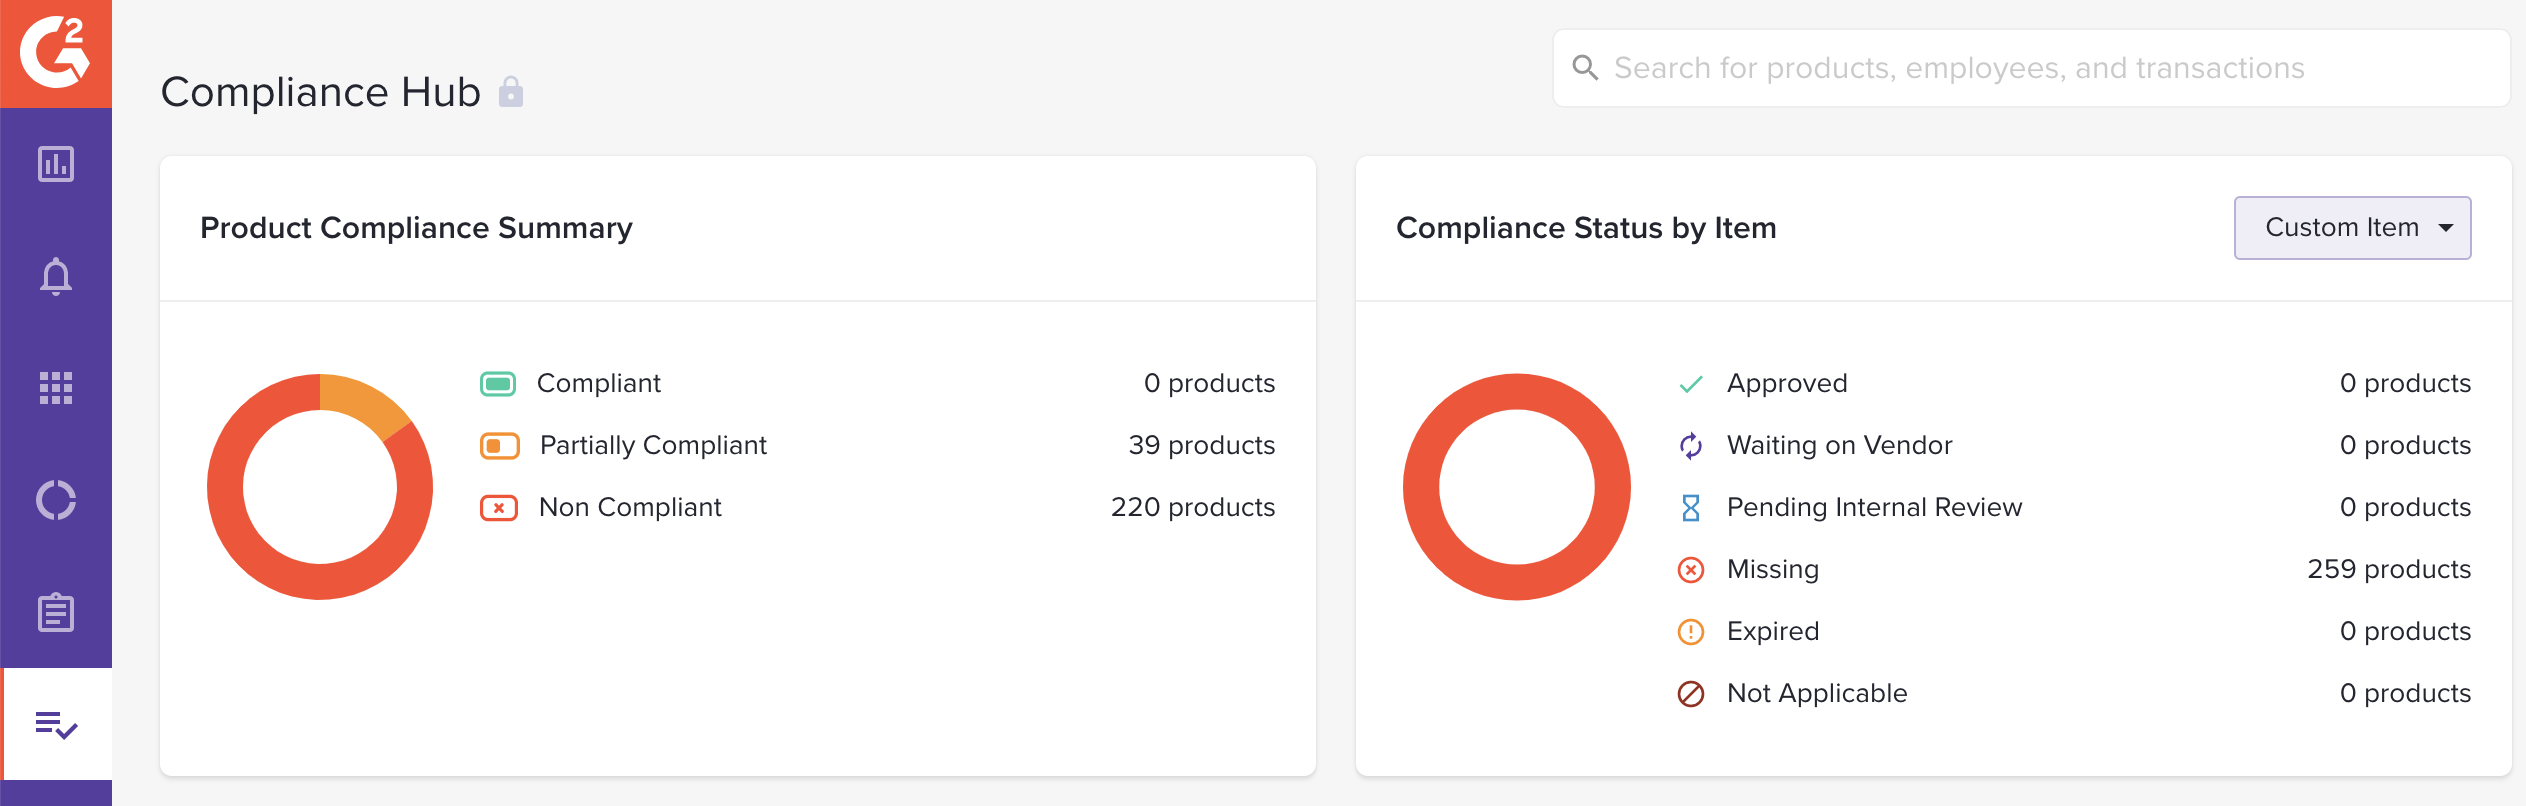 G2
Compliance Hub
Search for products, employees, and transactions
Product Compliance Summary
Compliant 0 products
Partially Compliant 39 products
Non Compliant 220 products
Compliance Status by Item
Custom Item
Approved 0 products
Waiting on Vendor 0 products
Pending Internal Review 0 products
Missing 259 products
Expired 0 products
Not Applicable 0 products